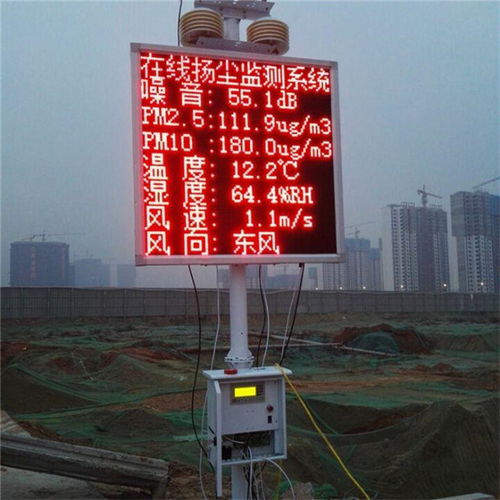 在线扬尘监测系统
噪 音: 55.1dB
PM2.5:111.9ug/m3
PM10 :180.0ug/m3
温 度: 12.2℃
湿 度: 64.4%RH
风 速: 1.1m/s
风 向: 东风